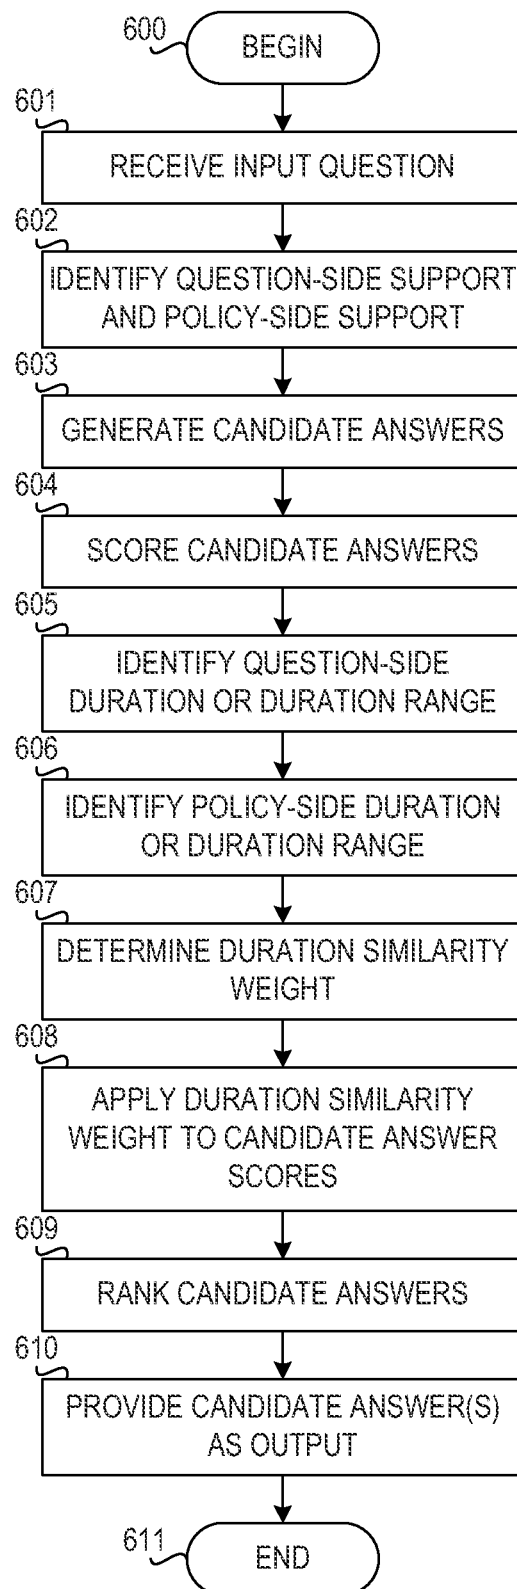 600
BEGIN
601
RECEIVE INPUT QUESTION
602
IDENTIFY QUESTION-SIDE SUPPORT
AND POLICY-SIDE SUPPORT
603
GENERATE CANDIDATE ANSWERS
604
SCORE CANDIDATE ANSWERS
605
IDENTIFY QUESTION-SIDE
DURATION OR DURATION RANGE
606
IDENTIFY POLICY-SIDE DURATION
OR DURATION RANGE
607
DETERMINE DURATION SIMILARITY
WEIGHT
608
APPLY DURATION SIMILARITY
WEIGHT TO CANDIDATE ANSWER
SCORES
609
RANK CANDIDATE ANSWERS
610
PROVIDE CANDIDATE ANSWER(S)
AS OUTPUT
611
END